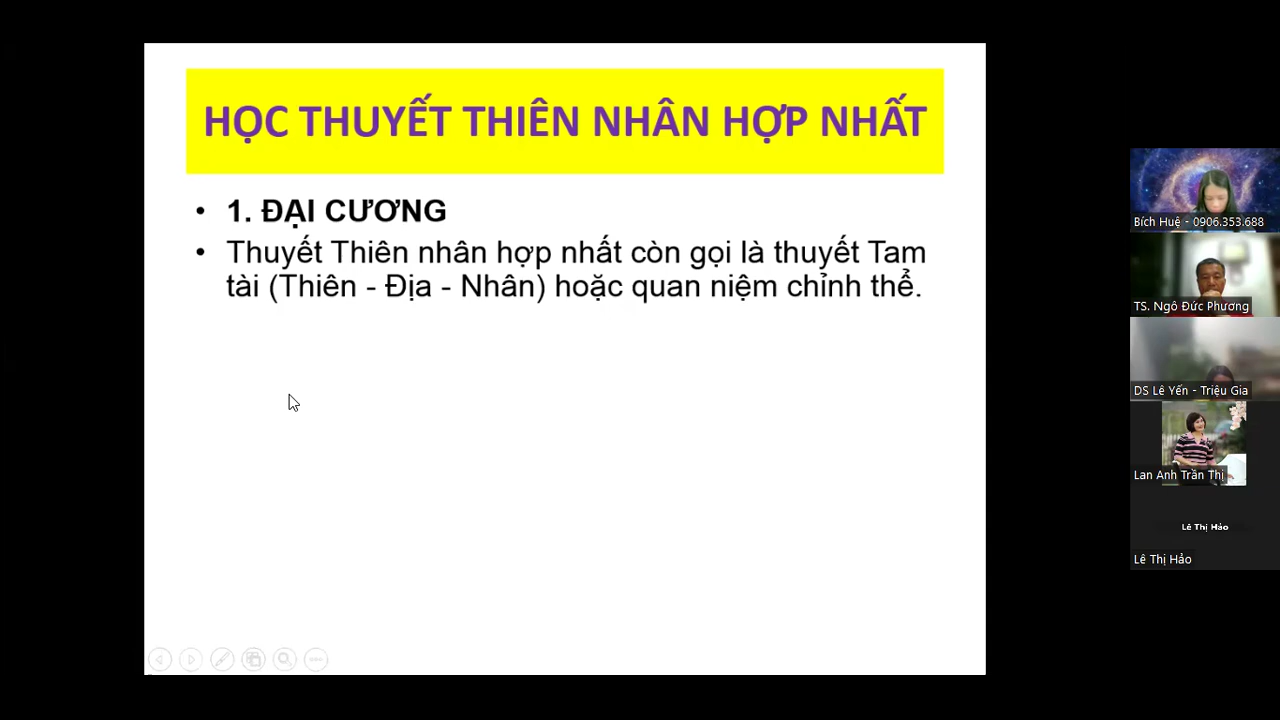 HỌC THUYẾT THIÊN NHÂN HỢP NHẤT
• 1. ĐẠI CƯƠNG
• Thuyết Thiên nhân hợp nhất còn gọi là thuyết Tam
tài (Thiên - Địa - Nhân) hoặc quan niệm chỉnh thể.
Bích Huệ - 0906.353.688
TS. Ngô Đức Phương
DS Lê Yến - Triệu Gia
Lan Anh Trần Thị
Lê Thị Hảo
Lê Thị Hảo